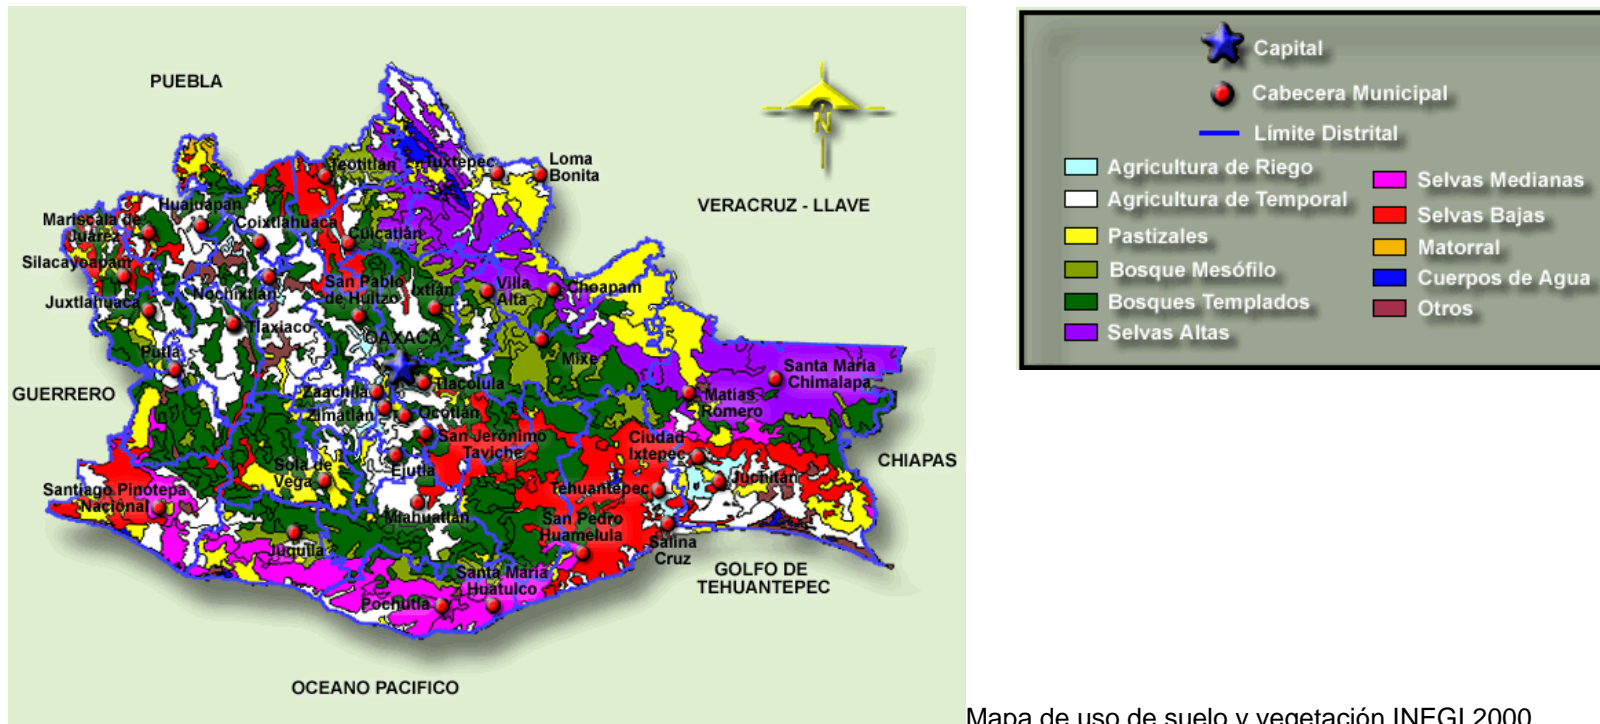 PUEBLA
Loma
Bonita
Teotitlán
Tuxtepec
VERACRUZ - LLAVE
Huajuapan
Mariscala de
Juárez
Coixtlahuaca
Cuicatlán
Silacayoapam
Nochixtlán
San Pablo
de Huitzo
Ixtlán
Villa
Alta
Choapam
Juxtlahuaca
Tlaxiaco
OAXACA
Putla
Mixe
Santa María
Chimalapa
GUERRERO
Zaachila
Tlacolula
Matías
Romero
Zimatlán
Ocotlán
San Jerónimo
Taviche
Ciudad
Ixtepec
CHIAPAS
Sola de
Vega
Ejutla
Santiago Pinotepa
Nacional
Tehuantepec
Juchitán
Miahuatlán
San Pedro
Huamelula
Juquila
Salina
Cruz
GOLFO DE
TEHUANTEPEC
Santa María
Huatulco
Pochutla
OCEANO PACIFICO
N
Capital
Cabecera Municipal
Límite Distrital
Agricultura de Riego
Agricultura de Temporal
Pastizales
Bosque Mesófilo
Bosques Templados
Selvas Altas
Selvas Medianas
Selvas Bajas
Matorral
Cuerpos de Agua
Otros
Mapa de uso de suelo y vegetación INEGI 2000